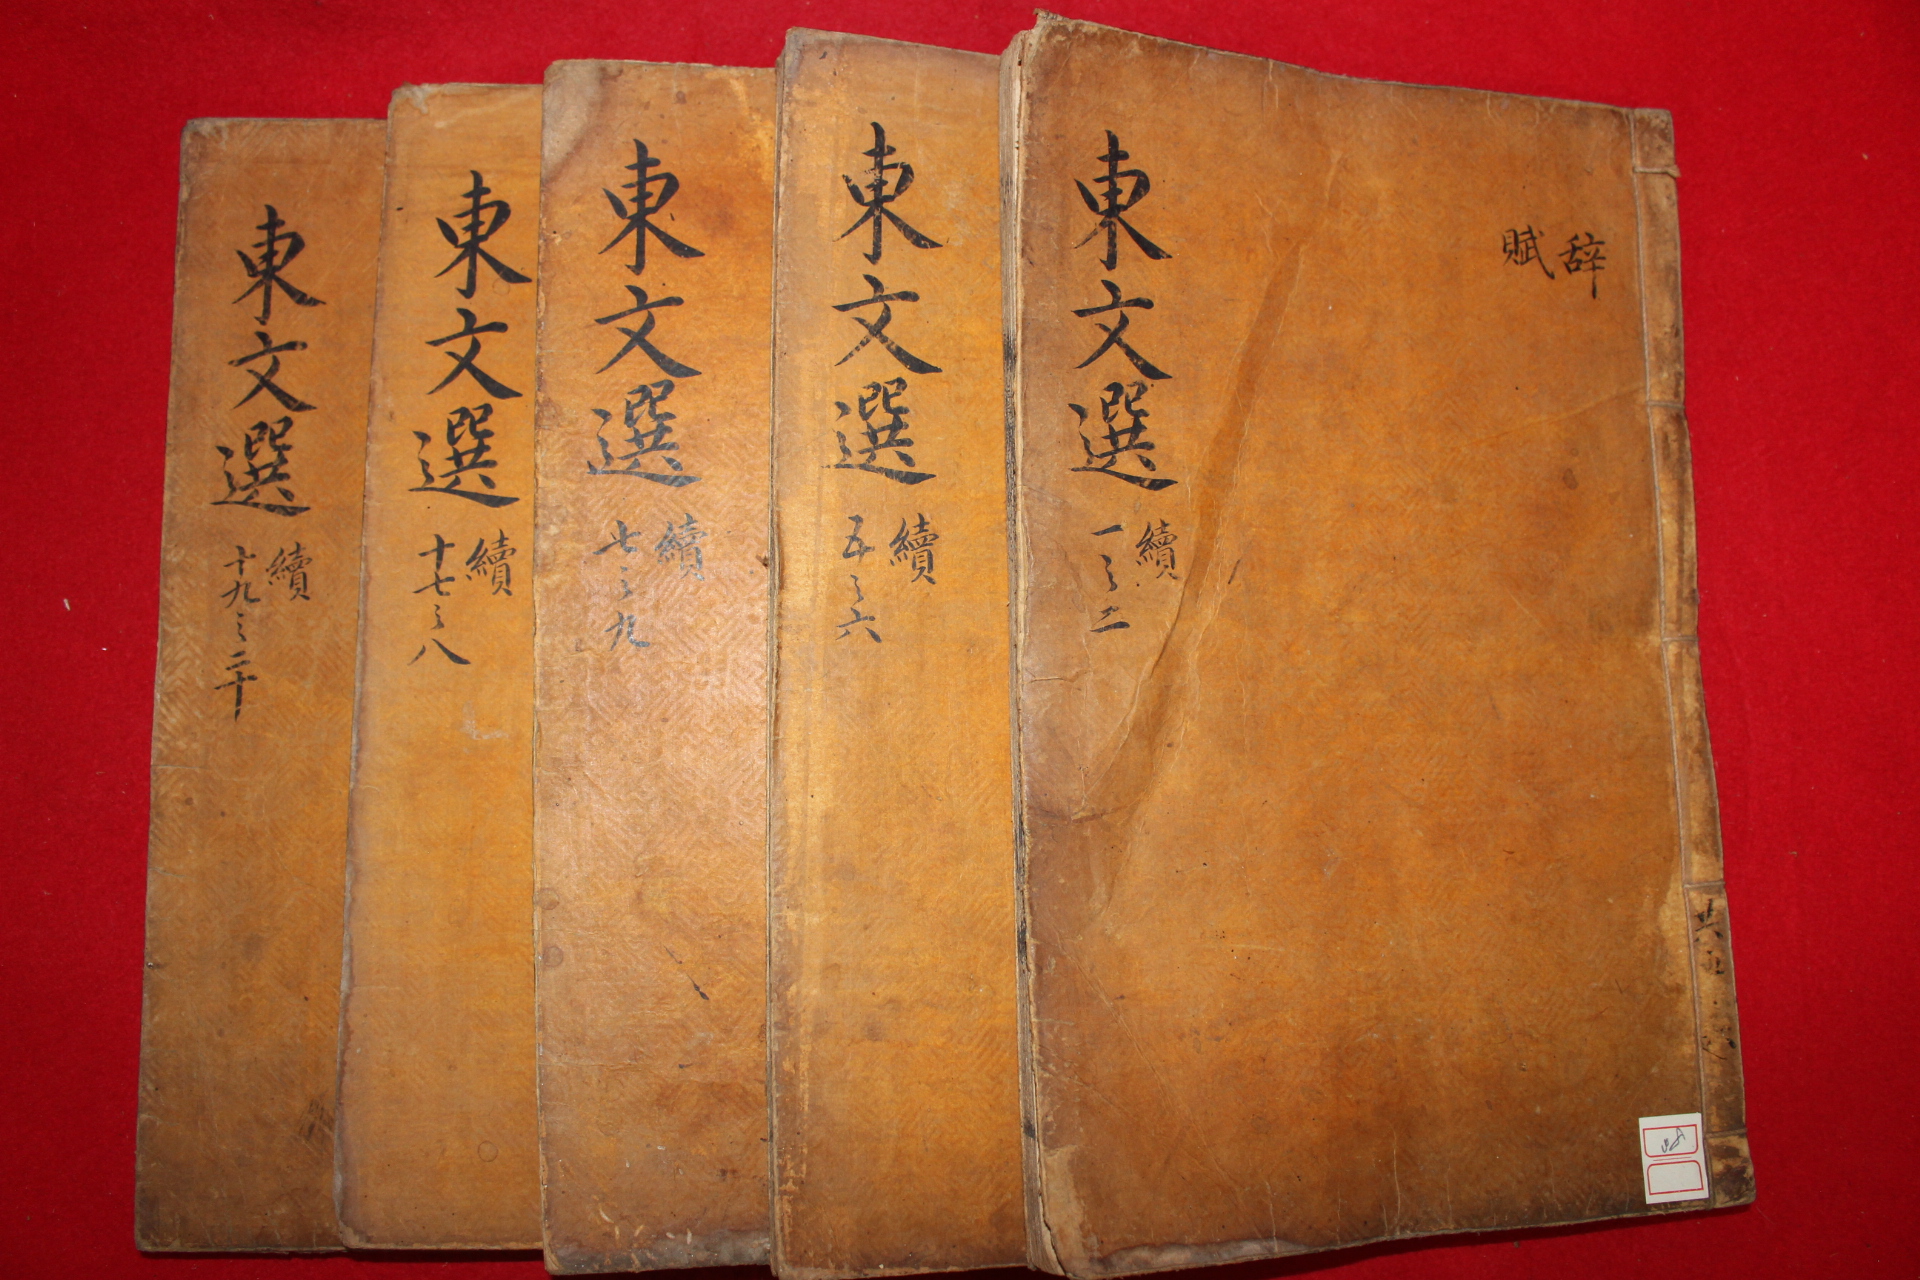 辞
賦
東文選
續
一之二
東文選
續
五之六
東文選
續
七之九
東文選
續
十七之八
東文選
續
十九之二十